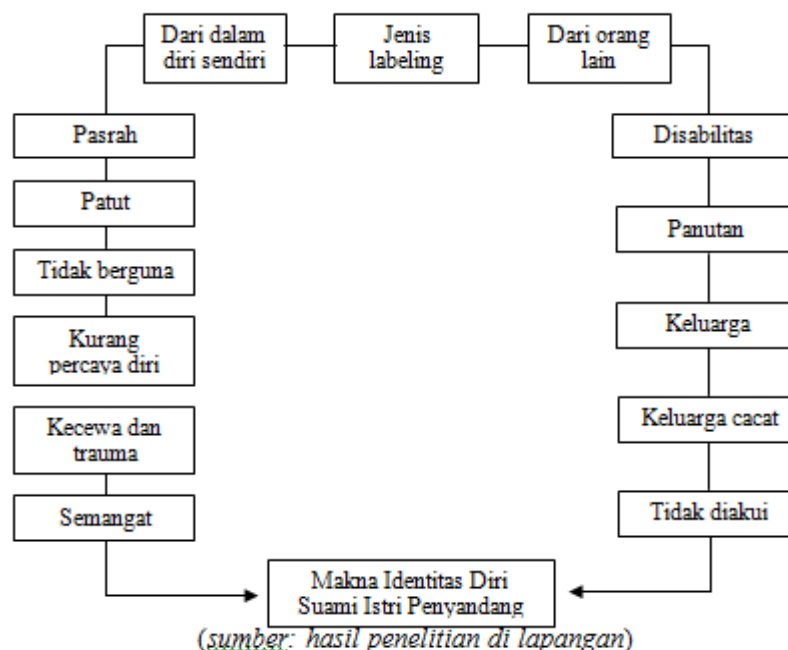 Dari dalam
diri sendiri
Jenis
labeling
Dari orang
lain
Pasrah
Patut
Tidak berguna
Kurang
percaya diri
Kecewa dan
trauma
Semangat
Disabilitas
Panutan
Keluarga
Keluarga cacat
Tidak diakui
Makna Identitas Diri
Suami Istri Penyandang
(sumber: hasil penelitian di lapangan)